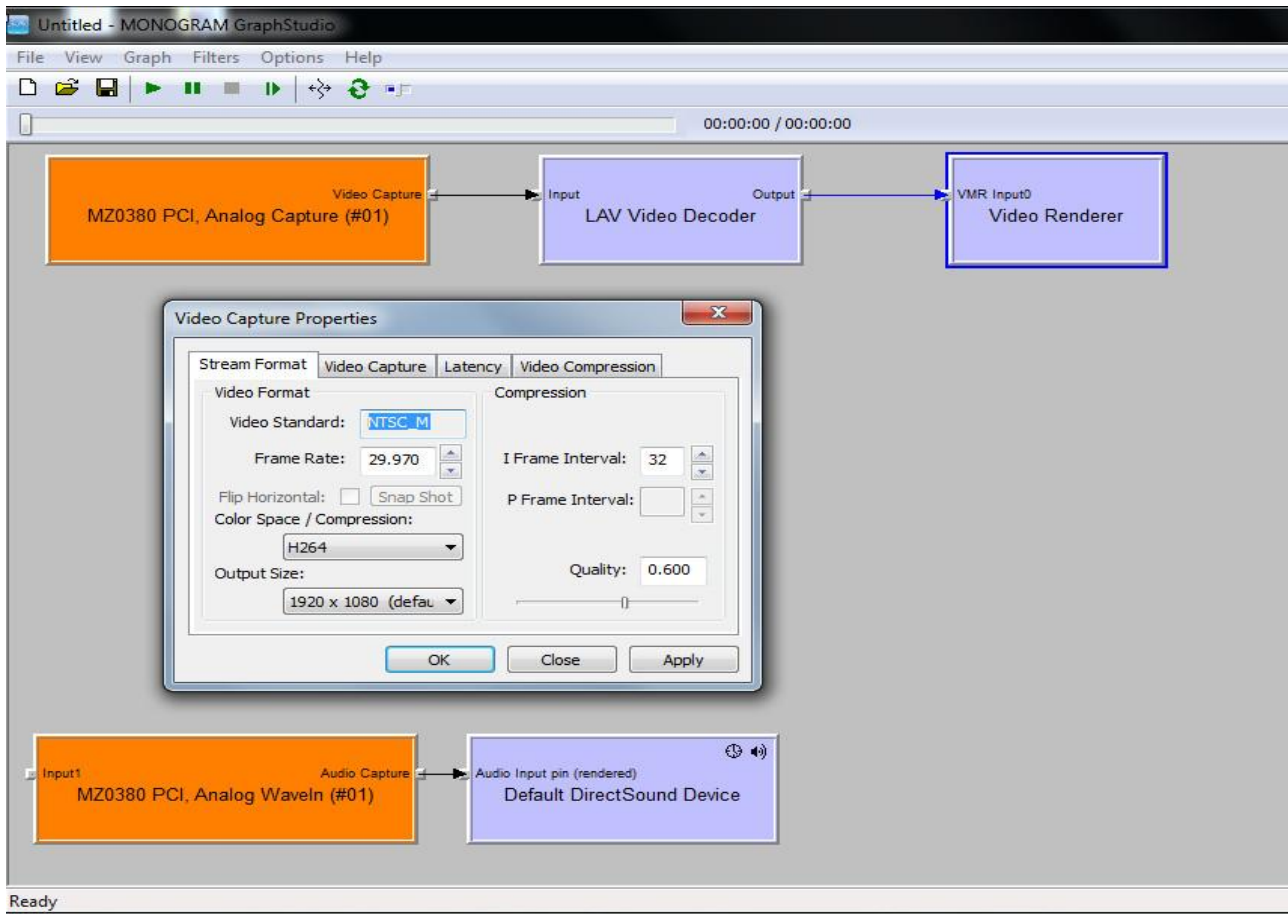 Untitled - MONOGRAM GraphStudio
File View Graph Filters Options Help
00:00:00 / 00:00:00
Video Capture
MZ0380 PCI, Analog Capture (#01)
Input Output
LAV Video Decoder
VMR Input0
Video Renderer
Video Capture Properties
Stream Format Video Capture Latency Video Compression
Video Format
Video Standard: NTSC_M
Frame Rate: 29.970
Flip Horizontal: Snap Shot
Color Space / Compression:
H264
Output Size:
1920 x 1080 (defau
Compression
I Frame Interval: 32
P Frame Interval:
Quality: 0.600
OK Close Apply
Input1 Audio Capture
MZ0380 PCI, Analog WaveIn (#01)
Audio Input pin (rendered)
Default DirectSound Device
Ready